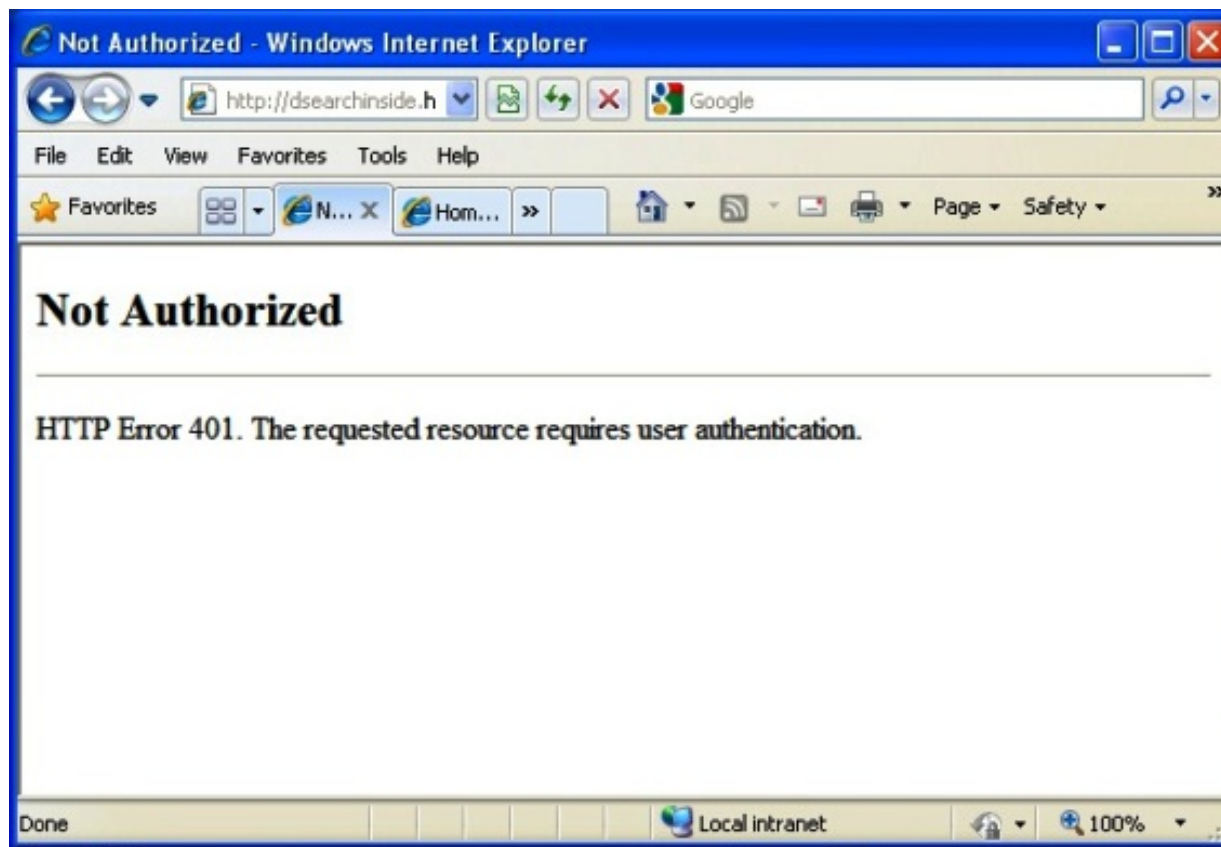 Not Authorized - Windows Internet Explorer
http://dsearchinside.h Google
File Edit View Favorites Tools Help
Favorites N... Hom... » Page Safety »
Not Authorized
HTTP Error 401. The requested resource requires user authentication.
Done Local intranet 100%